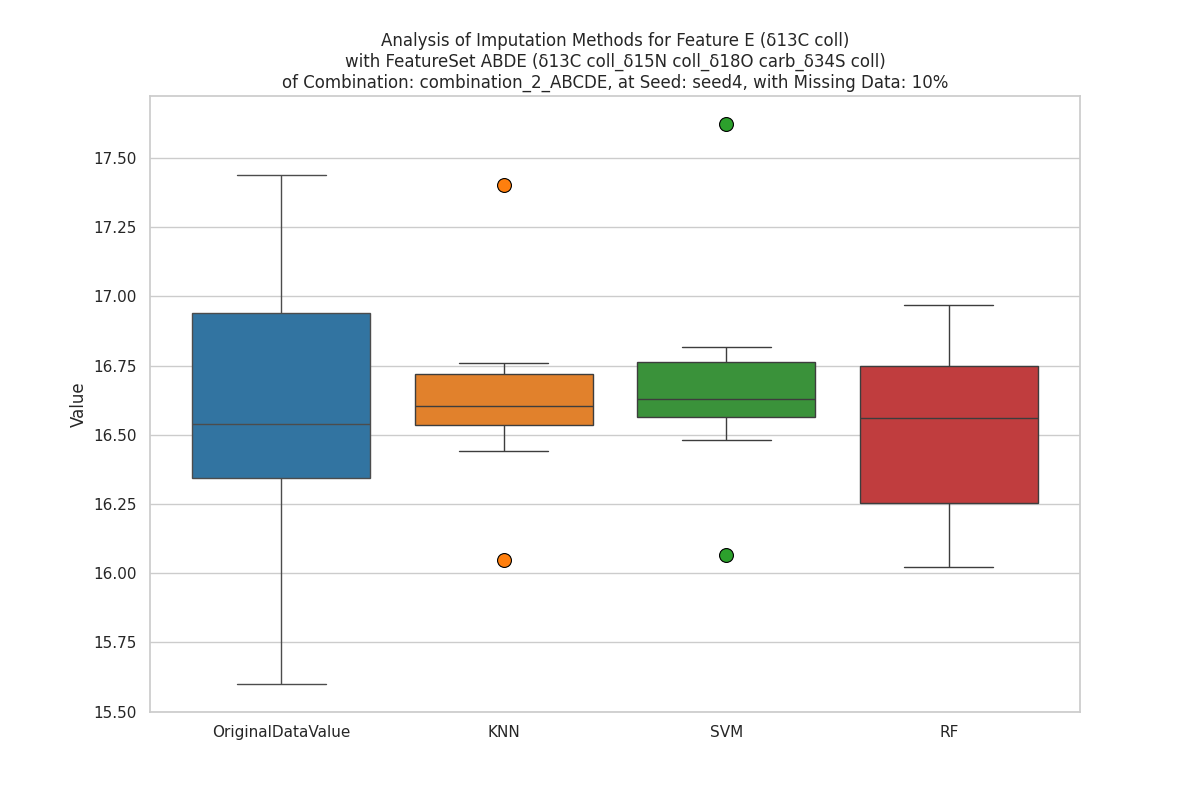 Analysis of Imputation Methods for Feature E (δ13C coll)
with FeatureSet ABDE (δ13C coll_δ15N coll_δ18O carb_δ34S coll)
of Combination: combination_2_ABCDE, at Seed: seed4, with Missing Data: 10%
17.50
17.25
17.00
16.75
16.50
16.25
16.00
15.75
15.50
Value
OriginalDataValue
KNN
SVM
RF